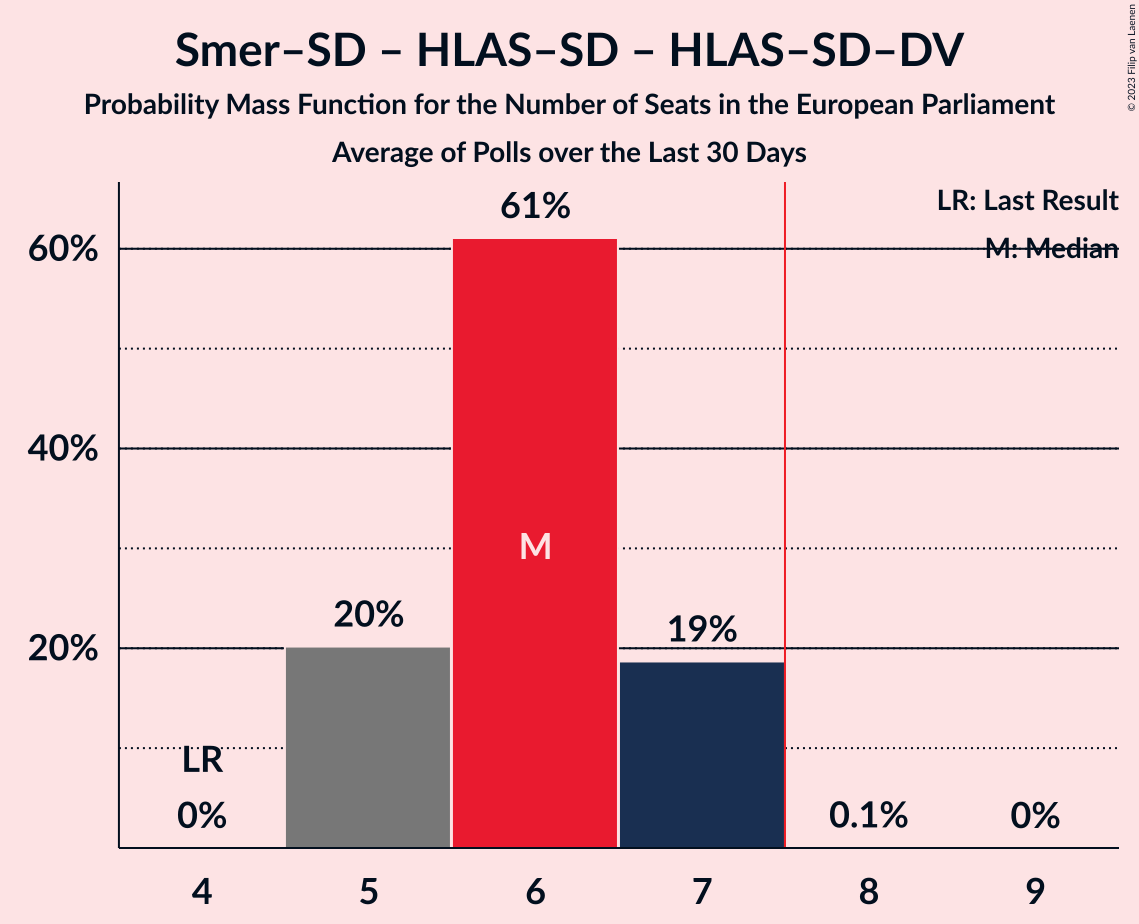 Smer–SD – HLAS–SD – HLAS–SD–DV
Probability Mass Function for the Number of Seats in the European Parliament
Average of Polls over the Last 30 Days
© 2023 Filip van Laenen
LR: Last Result
M: Median
60%
40%
20%
61%
M
20%
19%
LR
0%
0.1%
0%
4 5 6 7 8 9